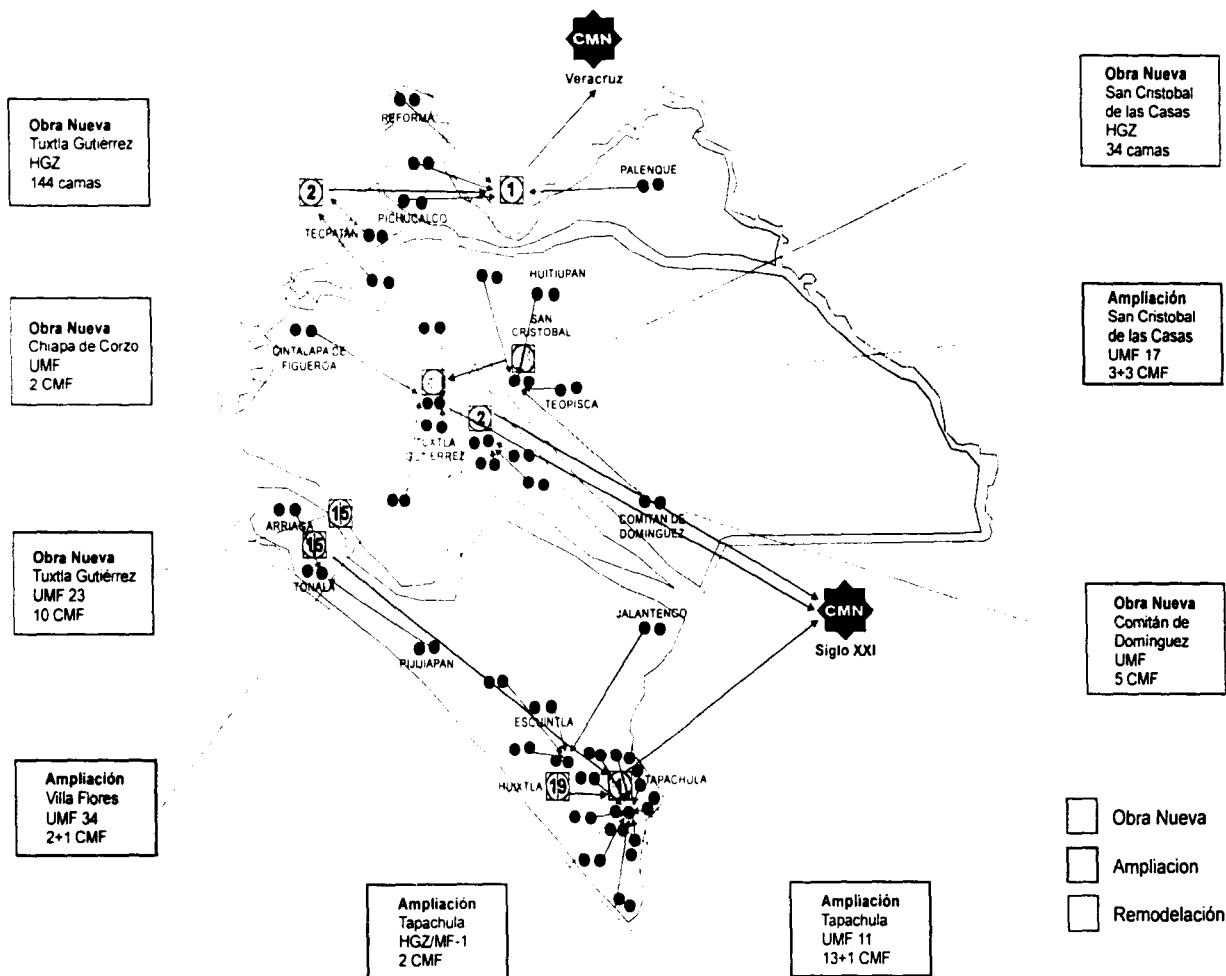 CMN
Veracruz
Obra Nueva
Tuxtla Gutiérrez
HGZ
144 camas
Obra Nueva
San Cristobal
de las Casas
HGZ
34 camas
REFORMA
PALENQUE
2
1
PICHUCALCO
TECPATÁN
HUITIUPAN
SAN
CRISTOBAL
Obra Nueva
Chiapa de Corzo
UMF
2 CMF
Ampliación
San Cristobal
de las Casas
UMF 17
3+3 CMF
CINTALAPA DE
FIGUEROA
TEOPISCA
2
TUXTLA
GUTIERREZ
ARRIAGA
15
COMITAN DE
DOMINGUEZ
15
TONALÁ
Obra Nueva
Tuxtla Gutiérrez
UMF 23
10 CMF
CMN
Siglo XXI
Obra Nueva
Comitán de
Dominguez
UMF
5 CMF
JALANTENGO
PIJIJIAPAN
ESCUINTLA
HUIXTLA
19
1
TAPACHULA
Ampliación
Villa Flores
UMF 34
2+1 CMF
Obra Nueva
Ampliacion
Remodelación
Ampliación
Tapachula
HGZ/MF-1
2 CMF
Ampliación
Tapachula
UMF 11
13+1 CMF